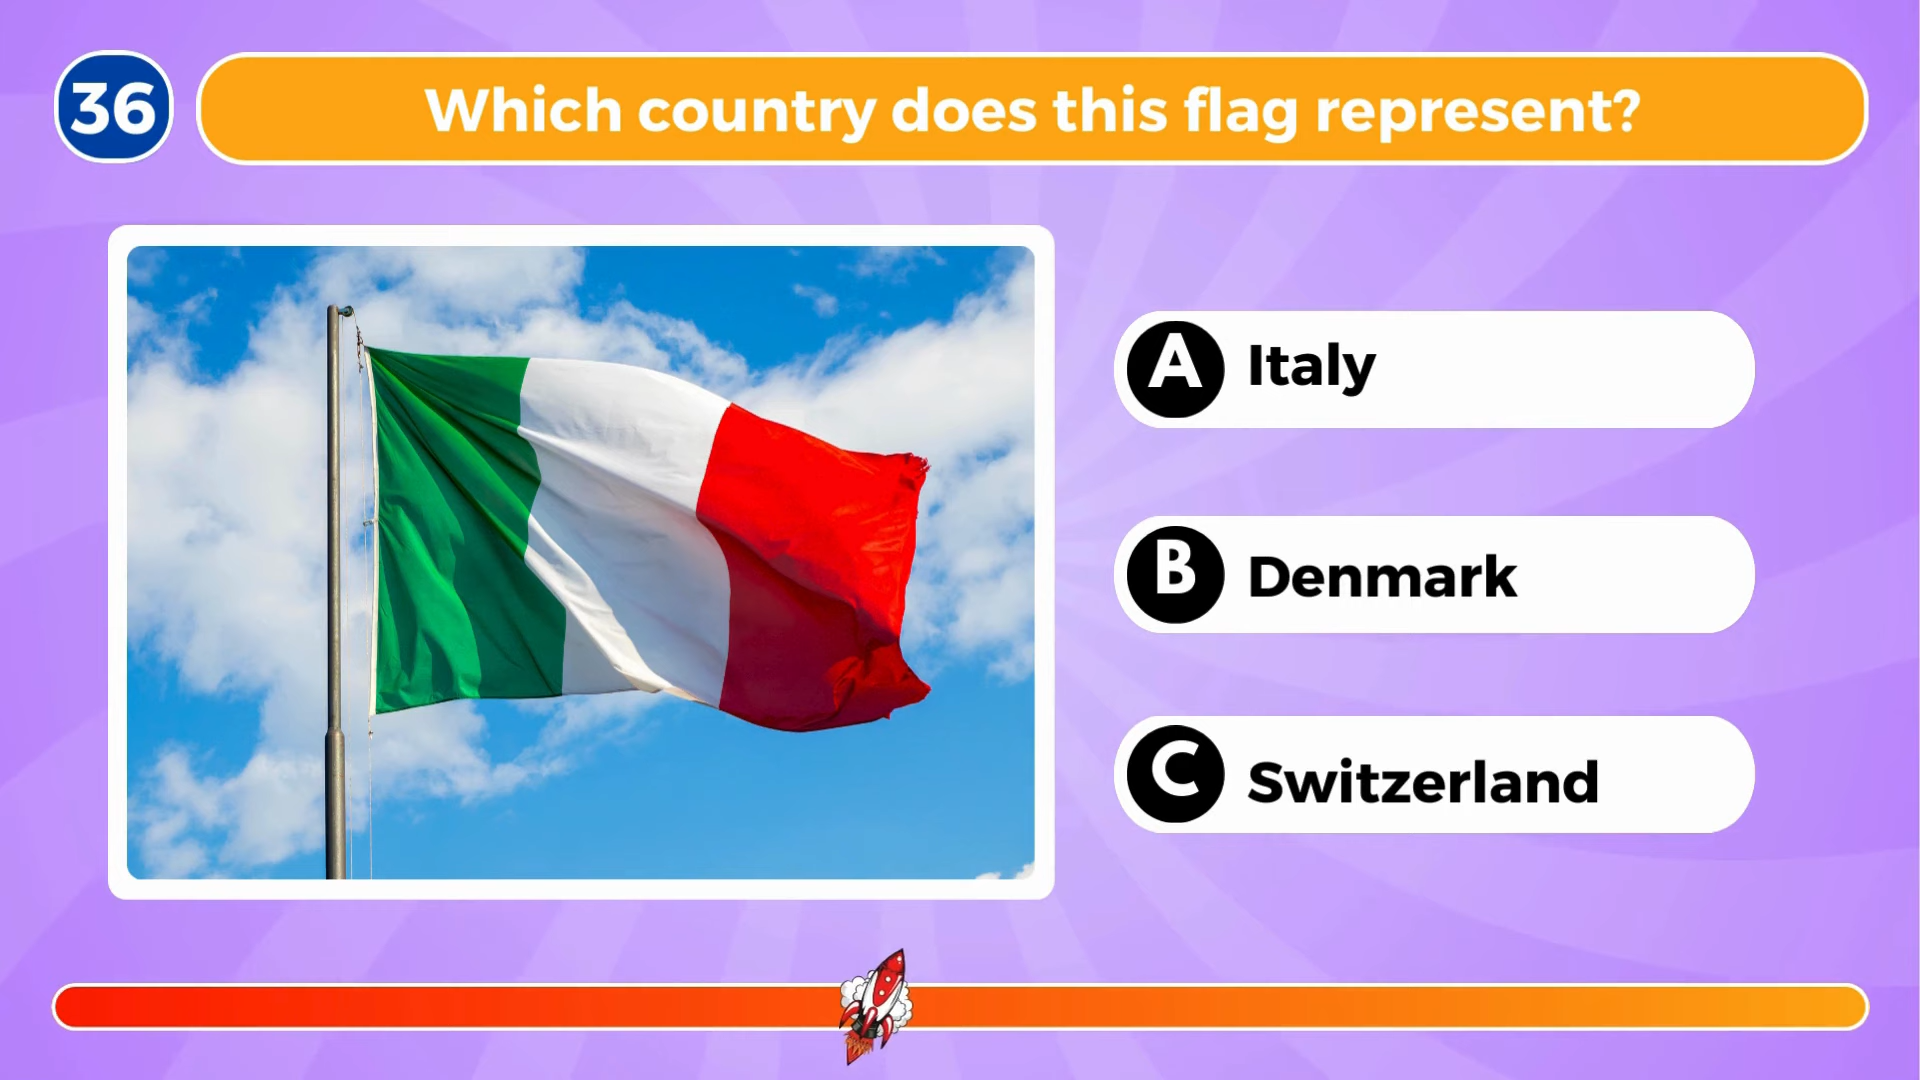 36
Which country does this flag represent?
A Italy
B Denmark
C Switzerland